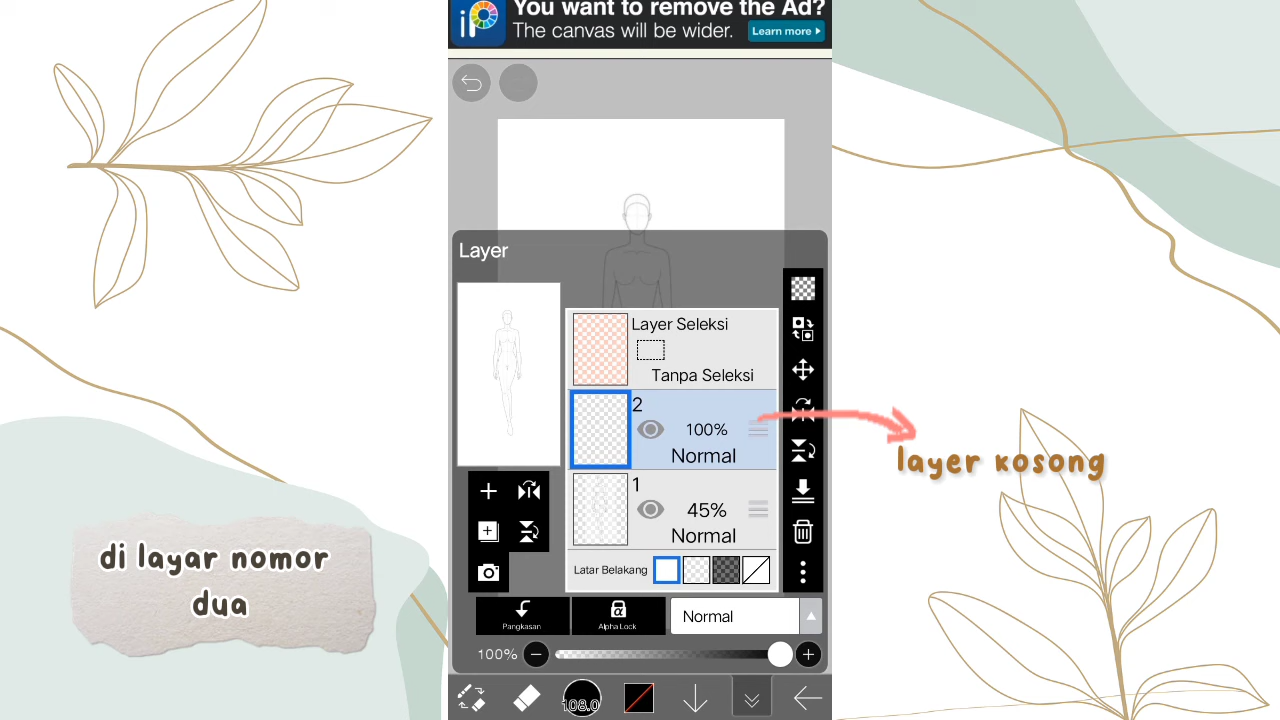 iP
You want to remove the Ad?
The canvas will be wider.
Learn more
Layer
Layer Seleksi
Tanpa Seleksi
2
100%
Normal
1
45%
Normal
Latar Belakang
Pangkasan
α
Alpha Lock
Normal
100%
108.0
layer kosong
di layar nomor
dua